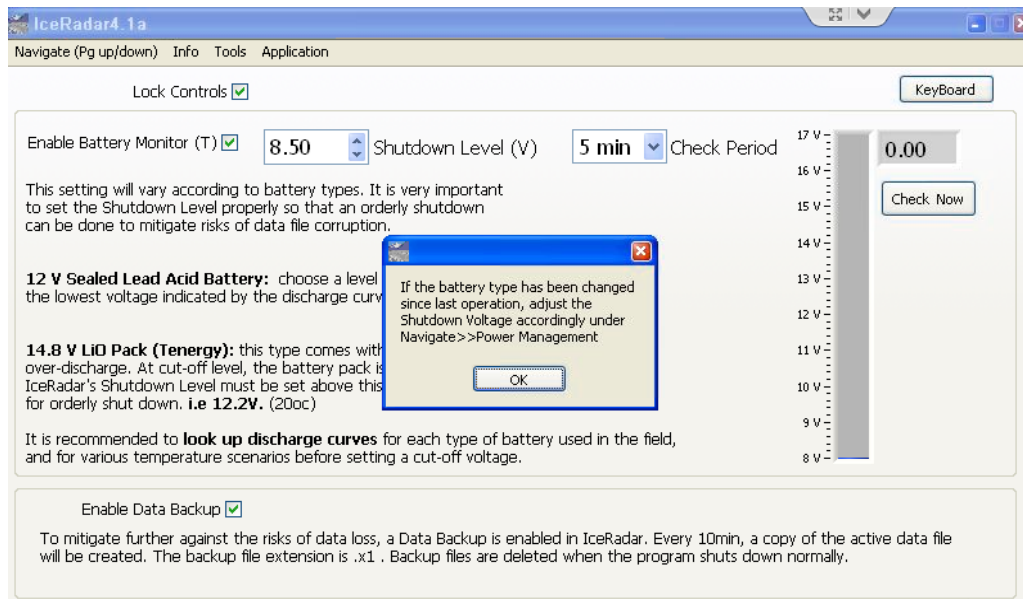 IceRadar4.1a
Navigate (Pg up/down) Info Tools Application
Lock Controls
KeyBoard
Enable Battery Monitor (T)
8.50
Shutdown Level (V)
5 min
Check Period
17 V
16 V
15 V
14 V
13 V
12 V
11 V
10 V
9 V
8 V
0.00
Check Now
This setting will vary according to battery types. It is very important
to set the Shutdown Level properly so that an orderly shutdown
can be done to mitigate risks of data file corruption.
12 V Sealed Lead Acid Battery: choose a level
the lowest voltage indicated by the discharge curv
14.8 V LiO Pack (Tenergy): this type comes with
over-discharge. At cut-off level, the battery pack is
IceRadar's Shutdown Level must be set above this
for orderly shut down. i.e 12.2V. (20oc)
It is recommended to look up discharge curves for each type of battery used in the field,
and for various temperature scenarios before setting a cut-off voltage.
If the battery type has been changed
since last operation, adjust the
Shutdown Voltage accordingly under
Navigate>>Power Management
OK
Enable Data Backup
To mitigate further against the risks of data loss, a Data Backup is enabled in IceRadar. Every 10min, a copy of the active data file
will be created. The backup file extension is .x1 . Backup files are deleted when the program shuts down normally.